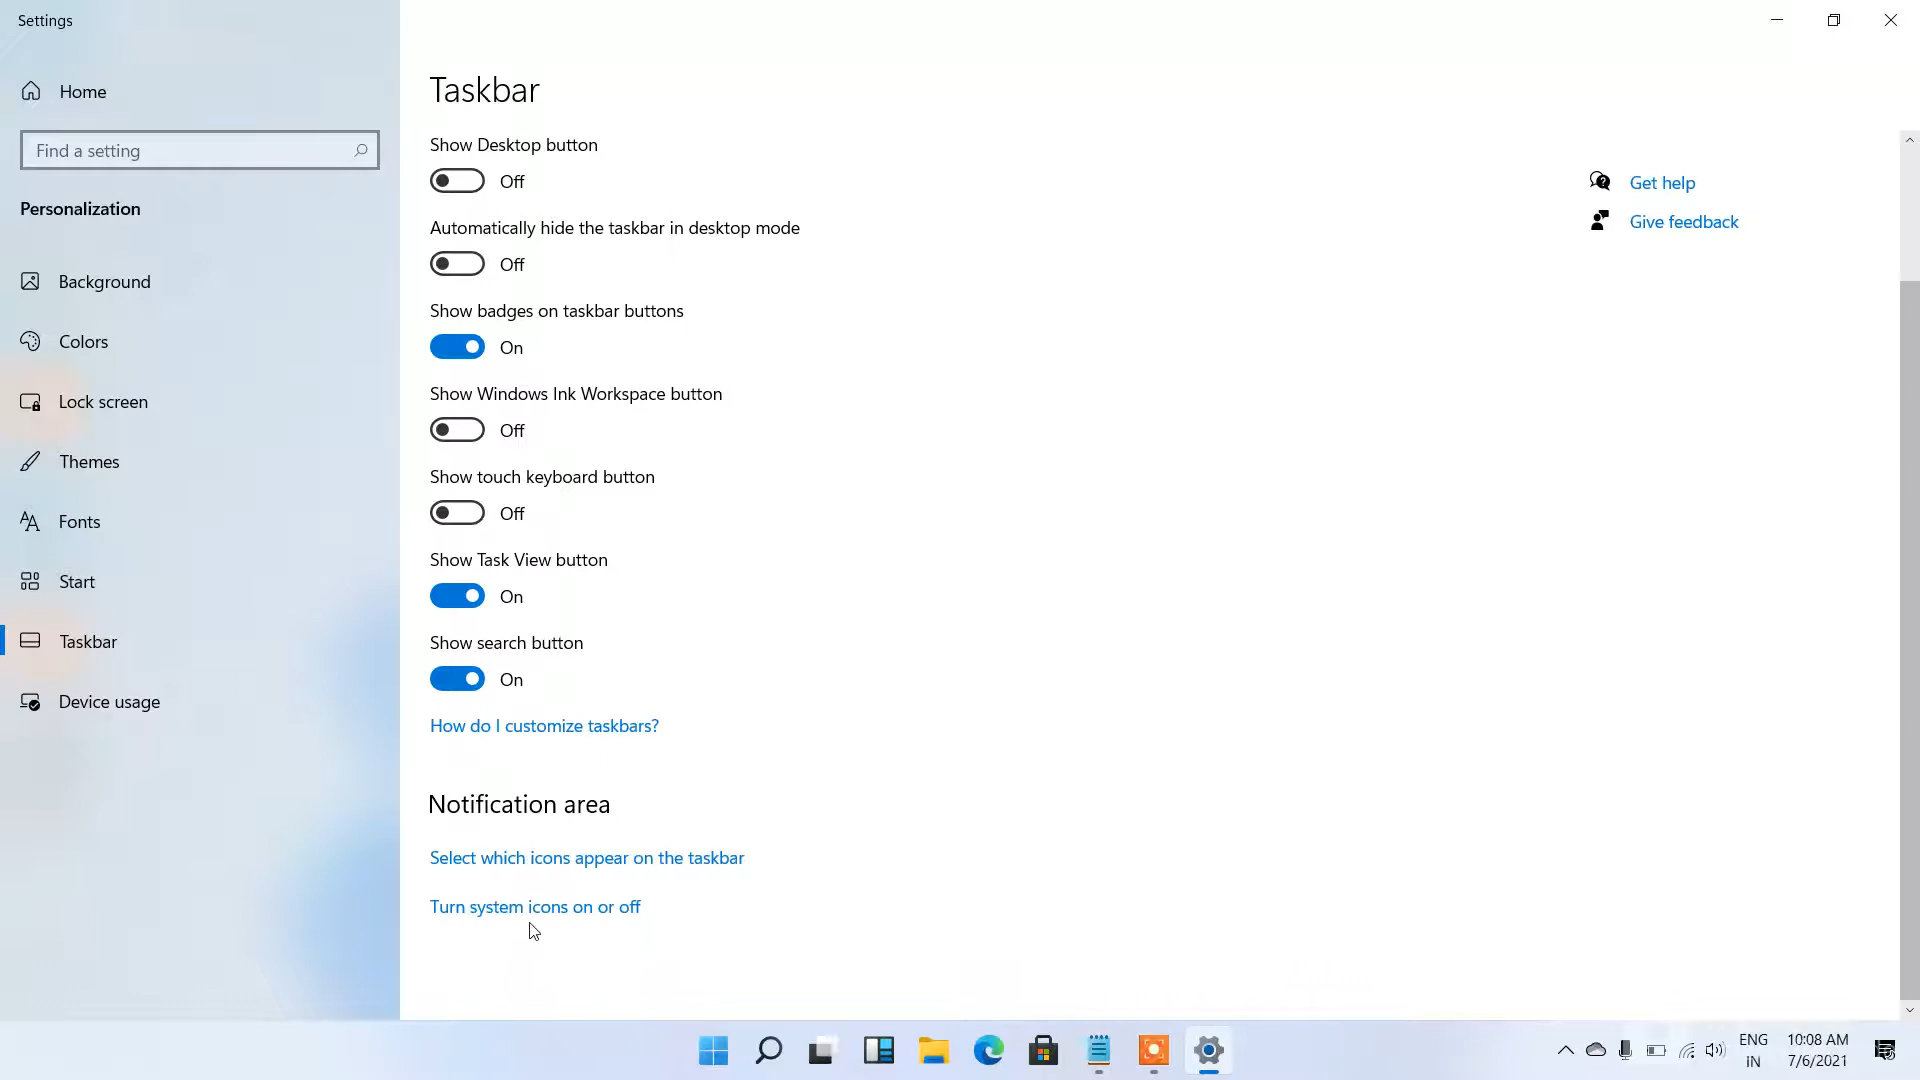 Settings
Home
Find a setting
Personalization
Background
Colors
Lock screen
Themes
Fonts
Start
Taskbar
Device usage
Taskbar
Show Desktop button
Off
Automatically hide the taskbar in desktop mode
Off
Show badges on taskbar buttons
On
Show Windows Ink Workspace button
Off
Show touch keyboard button
Off
Show Task View button
On
Show search button
On
How do I customize taskbars?
Notification area
Select which icons appear on the taskbar
Turn system icons on or off
Get help
Give feedback
ENG
IN
10:08 AM
7/6/2021